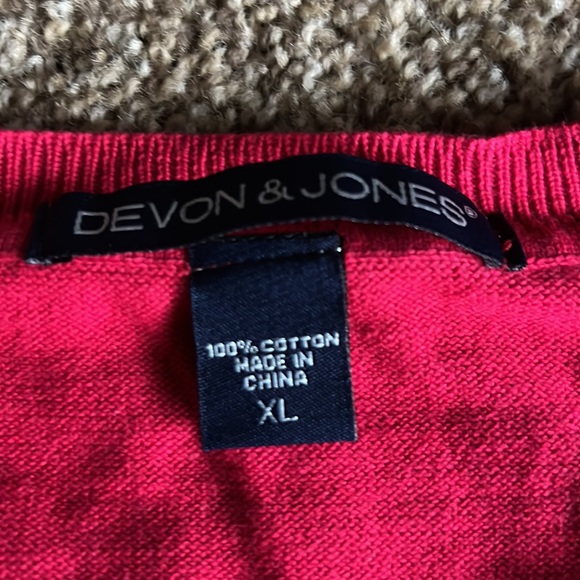 DEVON & JONES®
100% COTTON
MADE IN
CHINA
XL